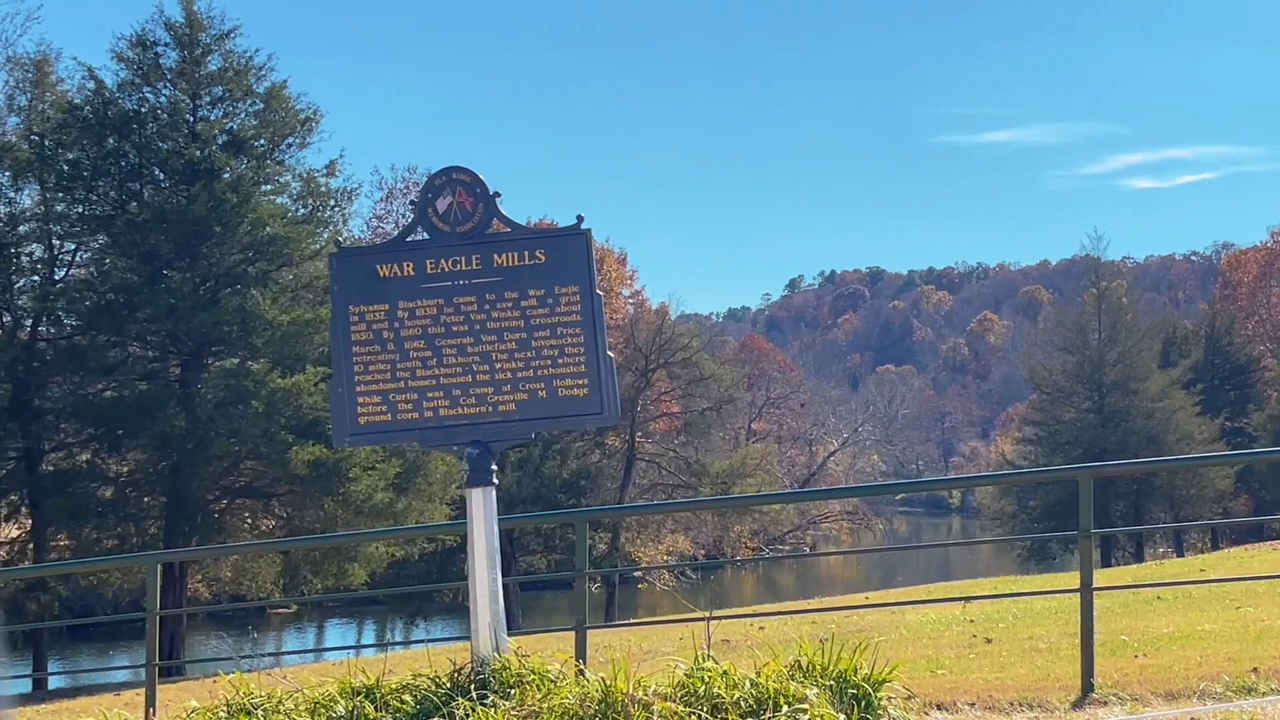 PEA RIDGE
MEMORIAL ASSOCIATION
WAR EAGLE MILLS
Sylvanus Blackburn came to the War Eagle
in 1832. By 1838 he had a saw mill, a grist
mill and a house. Peter Van Winkle came about
1850. By 1860 this was a thriving crossroads.
March 8, 1862, Generals Van Dorn and Price,
retreating from the battlefield, bivouacked
10 miles south of Elkhorn. The next day they
reached the Blackburn - Van Winkle area where
abandoned homes housed the sick and exhausted.
While Curtis was in camp at Cross Hollows
before the battle Col. Grenville M. Dodge
ground corn in Blackburn's mill.